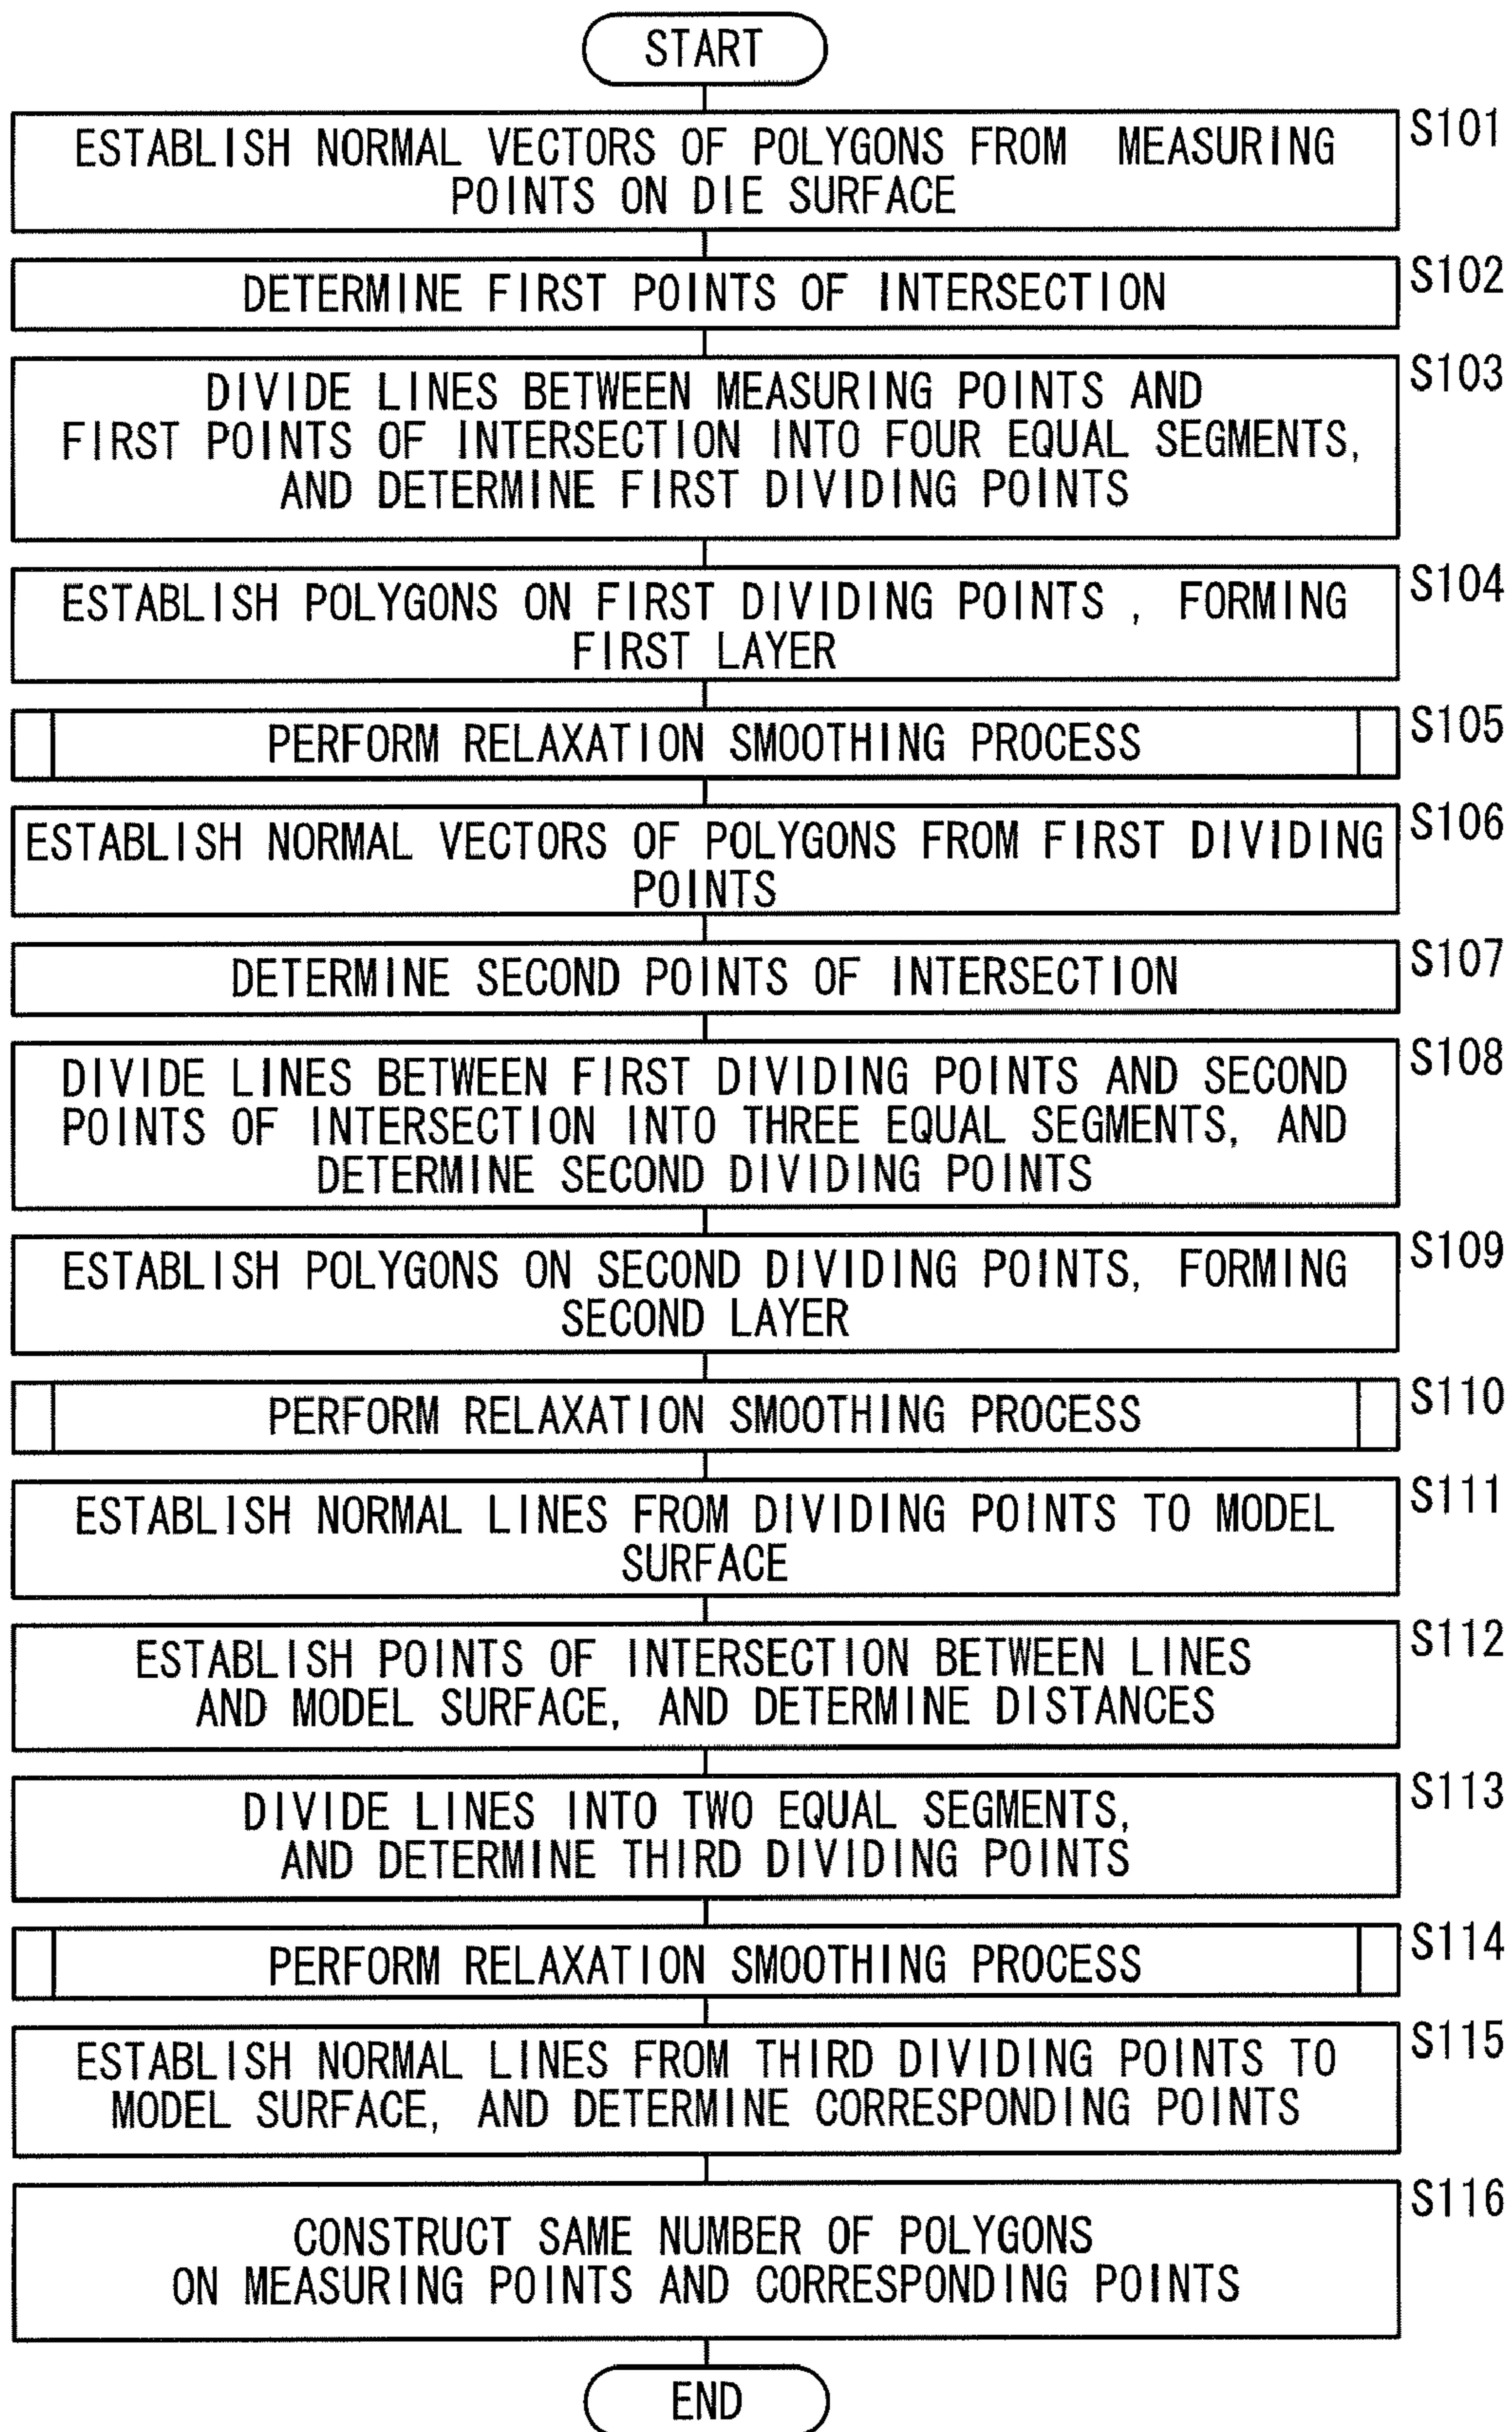 START
S101
ESTABLISH NORMAL VECTORS OF POLYGONS FROM MEASURING
POINTS ON DIE SURFACE
S102
DETERMINE FIRST POINTS OF INTERSECTION
S103
DIVIDE LINES BETWEEN MEASURING POINTS AND
FIRST POINTS OF INTERSECTION INTO FOUR EQUAL SEGMENTS,
AND DETERMINE FIRST DIVIDING POINTS
S104
ESTABLISH POLYGONS ON FIRST DIVIDING POINTS , FORMING
FIRST LAYER
S105
PERFORM RELAXATION SMOOTHING PROCESS
S106
ESTABLISH NORMAL VECTORS OF POLYGONS FROM FIRST DIVIDING
POINTS
S107
DETERMINE SECOND POINTS OF INTERSECTION
S108
DIVIDE LINES BETWEEN FIRST DIVIDING POINTS AND SECOND
POINTS OF INTERSECTION INTO THREE EQUAL SEGMENTS, AND
DETERMINE SECOND DIVIDING POINTS
S109
ESTABLISH POLYGONS ON SECOND DIVIDING POINTS, FORMING
SECOND LAYER
S110
PERFORM RELAXATION SMOOTHING PROCESS
S111
ESTABLISH NORMAL LINES FROM DIVIDING POINTS TO MODEL
SURFACE
S112
ESTABLISH POINTS OF INTERSECTION BETWEEN LINES
AND MODEL SURFACE, AND DETERMINE DISTANCES
S113
DIVIDE LINES INTO TWO EQUAL SEGMENTS,
AND DETERMINE THIRD DIVIDING POINTS
S114
PERFORM RELAXATION SMOOTHING PROCESS
S115
ESTABLISH NORMAL LINES FROM THIRD DIVIDING POINTS TO
MODEL SURFACE, AND DETERMINE CORRESPONDING POINTS
S116
CONSTRUCT SAME NUMBER OF POLYGONS
ON MEASURING POINTS AND CORRESPONDING POINTS
END